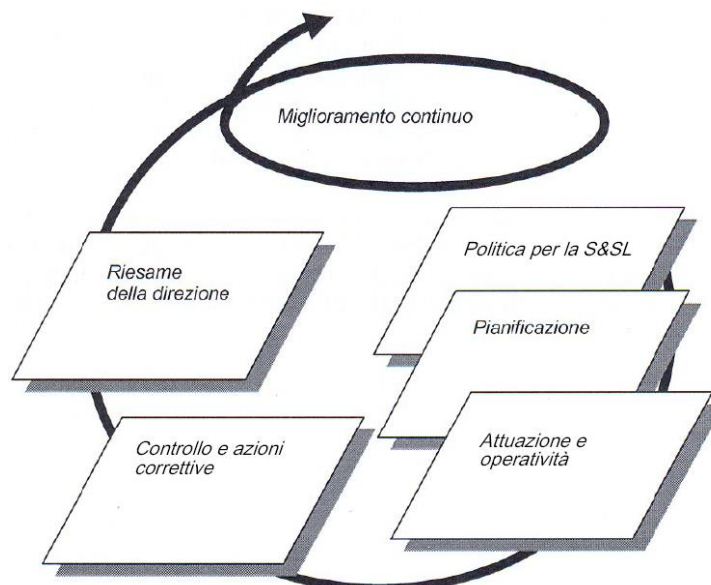 Miglioramento continuo
Politica per la S&SL
Pianificazione
Attuazione e
operatività
Controllo e azioni
correttive
Riesame
della direzione